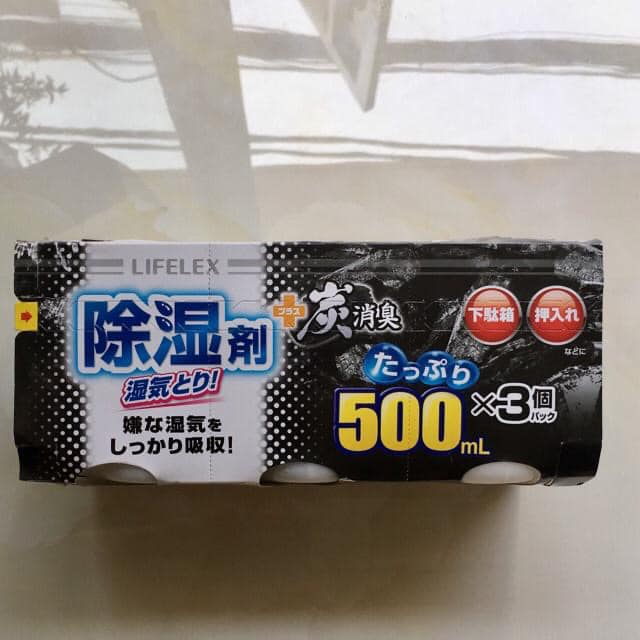 LIFELEX
除湿剤
湿気とり!
嫌な湿気を
しっかり吸収!
プラス
炭消臭
たっぷり
500mL
×3個
パック
下駄箱
押入れ
などに